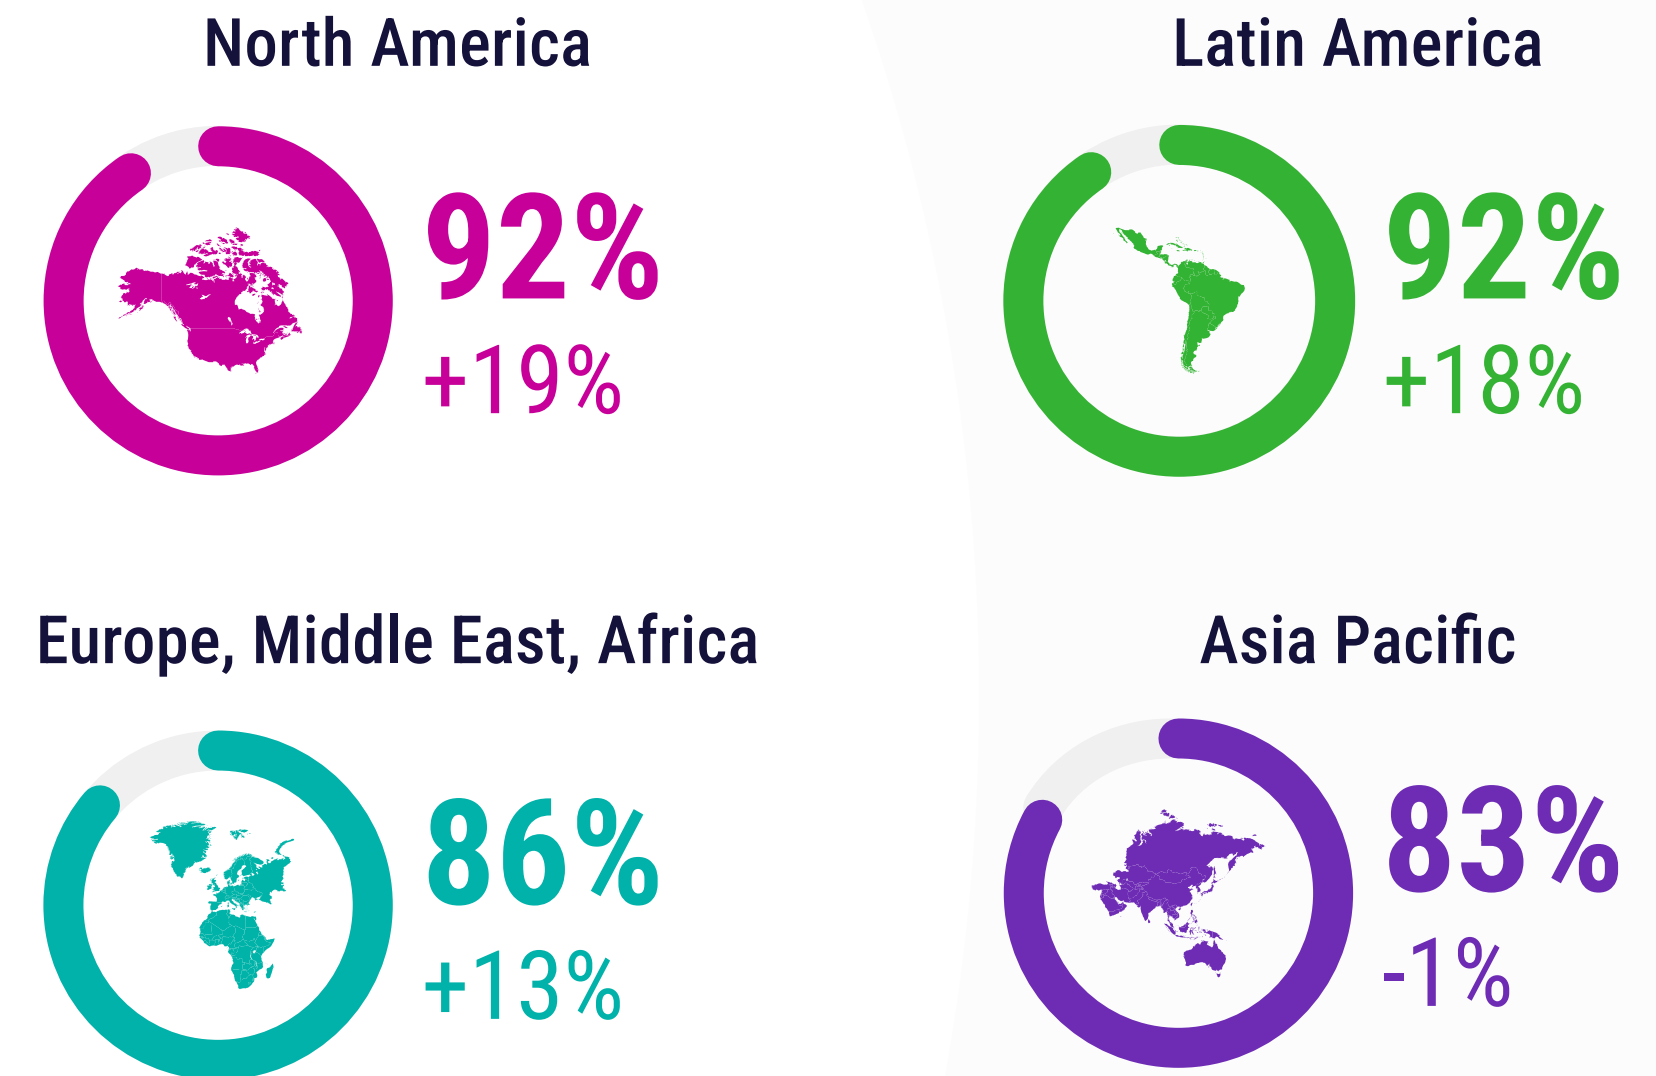 North America
92%
+19%
Latin America
92%
+18%
Europe, Middle East, Africa
86%
+13%
Asia Pacific
83%
-1%